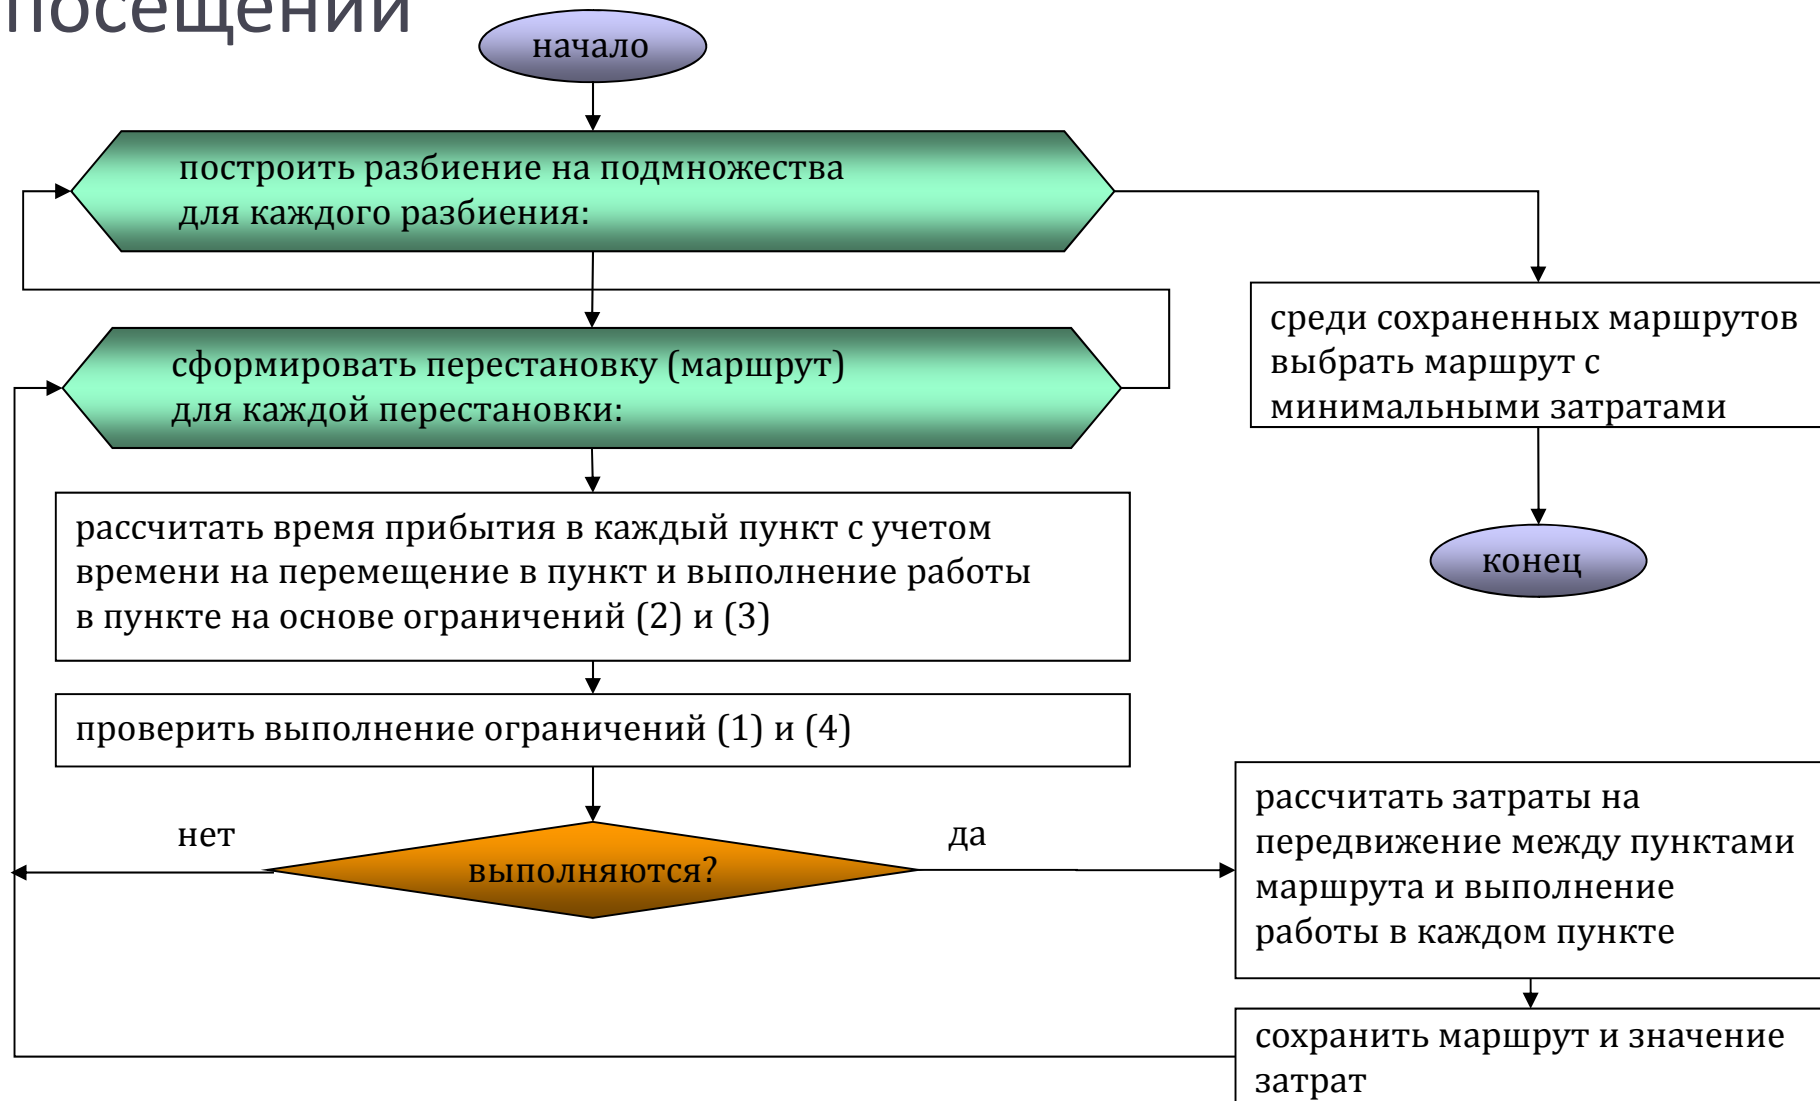 посещений
начало
построить разбиение на подмножества
для каждого разбиения:
сформировать перестановку (маршрут)
для каждой перестановки:
рассчитать время прибытия в каждый пункт с учетом
времени на перемещение в пункт и выполнение работы
в пункте на основе ограничений (2) и (3)
проверить выполнение ограничений (1) и (4)
выполняются?
нет
да
рассчитать затраты на
передвижение между пунктами
маршрута и выполнение
работы в каждом пункте
сохранить маршрут и значение
затрат
среди сохраненных маршрутов
выбрать маршрут с
минимальными затратами
конец